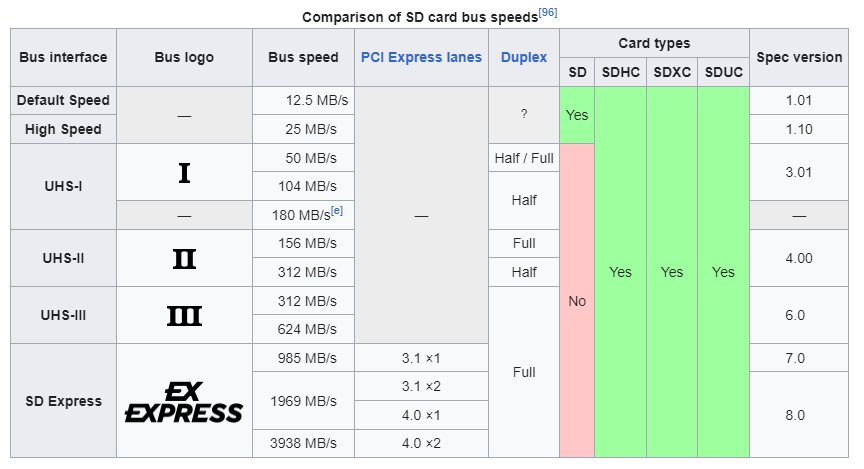 Comparison of SD card bus speeds[96]
Bus interface Bus logo Bus speed PCI Express lanes Duplex Card types Spec version
SD SDHC SDXC SDUC
Default Speed — 12.5 MB/s — ? Yes Yes Yes Yes 1.01
High Speed 25 MB/s 1.10
UHS-I I 50 MB/s Half / Full No 3.01
104 MB/s Half
— 180 MB/s[e] —
UHS-II II 156 MB/s Full 4.00
312 MB/s Half
UHS-III III 312 MB/s Full 6.0
624 MB/s
SD Express EX EXPRESS 985 MB/s 3.1 ×1 7.0
1969 MB/s 3.1 ×2 8.0
4.0 ×1
3938 MB/s 4.0 ×2